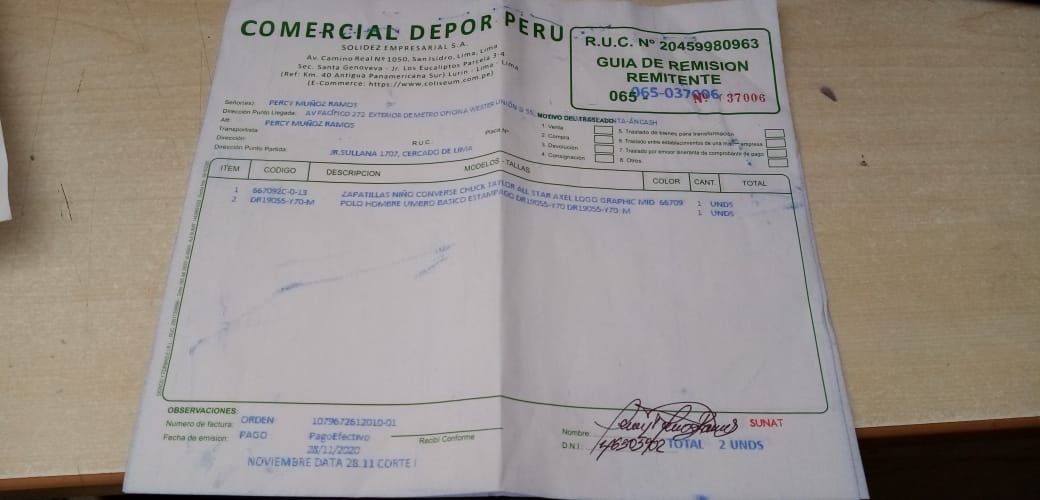 COMERCIAL DEPOR PERU
SOLIDEZ EMPRESARIAL S.A.
Av. Camino Real Nº 1050, San Isidro, Lima, Lima
Sec. Santa Genoveva - Jr. Los Eucaliptos Parcela 3-4
(Ref: Km. 40 Antigua Panamericana Sur) Lurin - Lima - Lima
(E-Commerce: https://www.coliseum.com.pe)
R.U.C. Nº 20459980963
GUIA DE REMISION
REMITENTE
065-037006
065 - Nº 37006
Señor(es): PERCY MUÑOZ RAMOS
Dirección Punto Llegada: AV PACÍFICO 272 EXTERIOR DE METRO OFICINA WESTER UNIÓN
Att: PERCY MUÑOZ RAMOS
Transportista:
R.U.C.
Placa Nº
Dirección:
Dirección Punto Partida: JR.SULLANA 1707, CERCADO DE LIMA
MOTIVO DEL TRASLADO
1. Venta
2. Compra
3. Devolución
4. Consignación
5. Traslado de bienes para transformación
6. Traslado entre establecimientos de una misma empresa
7. Traslado por emisor itinerante de comprobante de pago
8. Otros
ITEM CODIGO DESCRIPCION MODELOS - TALLAS COLOR CANT. TOTAL
1 667092C-0-13 ZAPATILLAS NIÑO CONVERSE CHUCK TAYLOR ALL STAR AXEL LOGO GRAPHIC MID 66709 1 UNDS
2 DR19055-Y70-M POLO HOMBRE UMBRO BASICO ESTAMPADO DR19055-Y70 DR19055-Y70-M 1 UNDS
OBSERVACIONES:
Numero de factura: ORDEN 1079672612010-01
Fecha de emision: PAGO PagoEfectivo
28/11/2020
NOVIEMBRE DATA 28.11 CORTE I
Recibí Conforme
Nombre:
SUNAT
D.N.I.:
TOTAL 2 UNDS